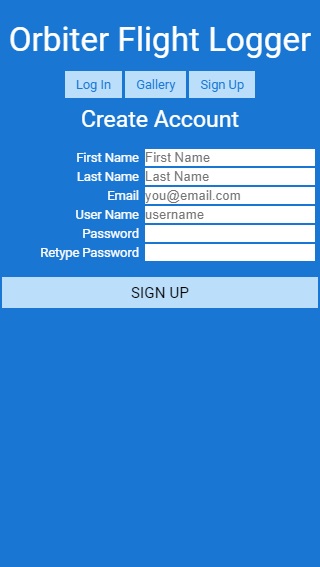 Orbiter Flight Logger
Log In Gallery Sign Up
Create Account
First Name First Name
Last Name Last Name
Email you@email.com
User Name username
Password
Retype Password
SIGN UP